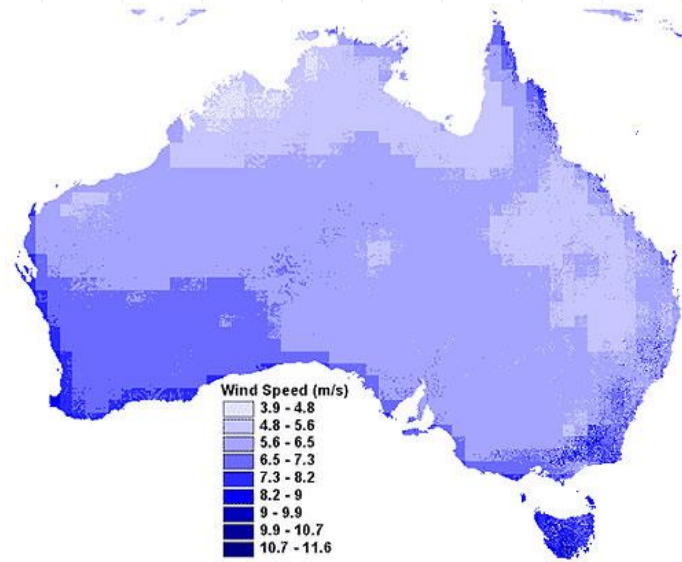 Wind Speed (m/s)
3.9 - 4.8
4.8 - 5.6
5.6 - 6.5
6.5 - 7.3
7.3 - 8.2
8.2 - 9
9 - 9.9
9.9 - 10.7
10.7 - 11.6